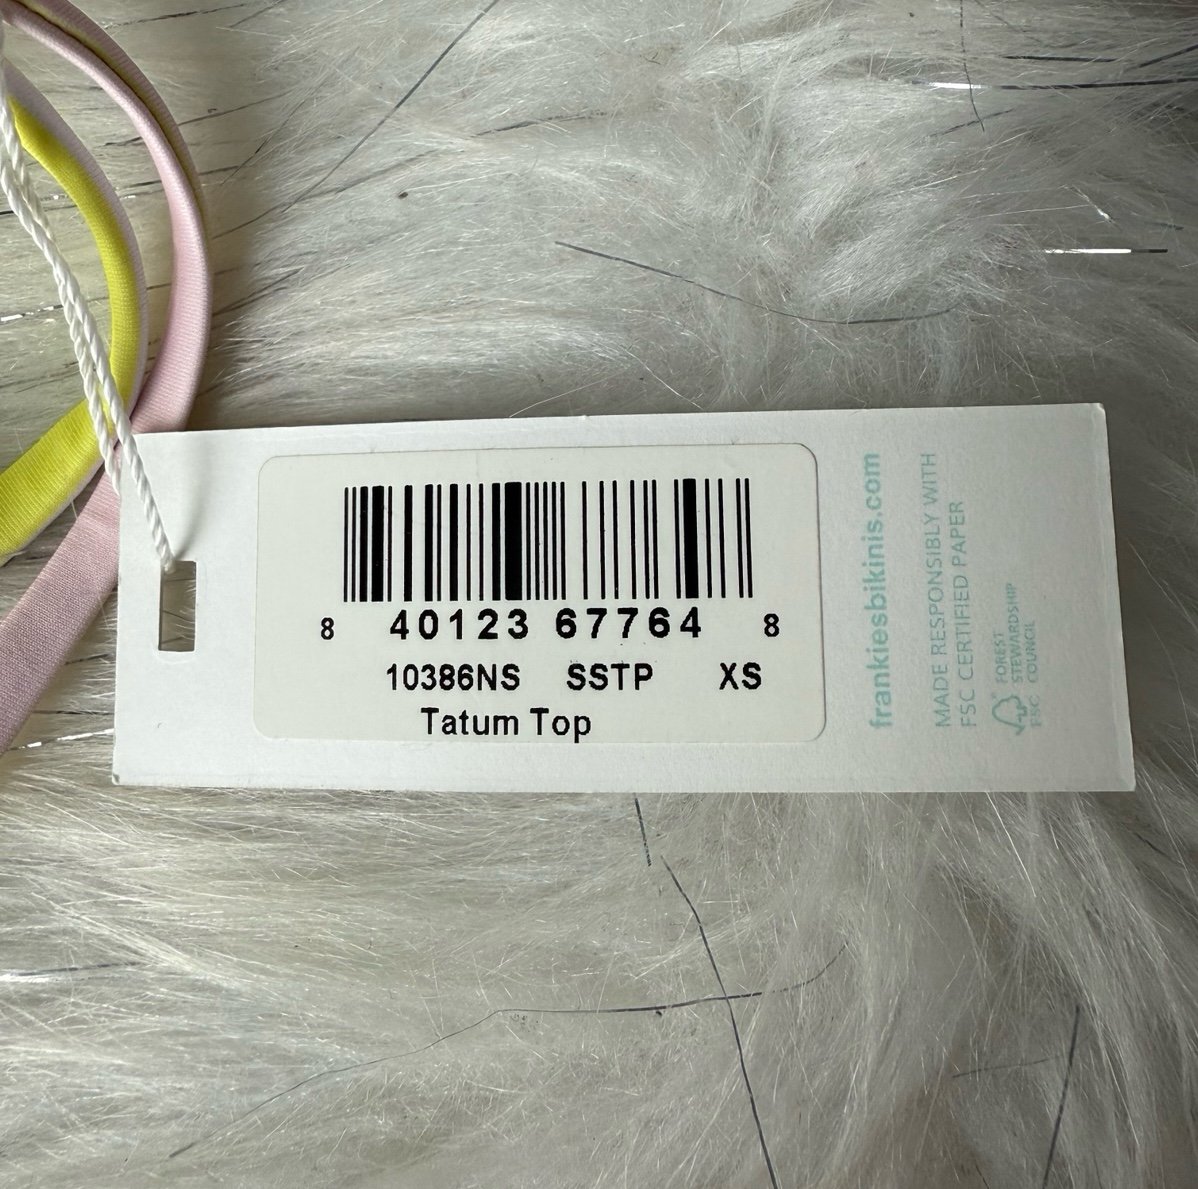 8 40123 67764 8
10386NS SSTP XS
Tatum Top
frankiesbikinis.com
MADE RESPONSIBLY WITH
FSC CERTIFIED PAPER
FOREST
STEWARDSHIP
FSC COUNCIL